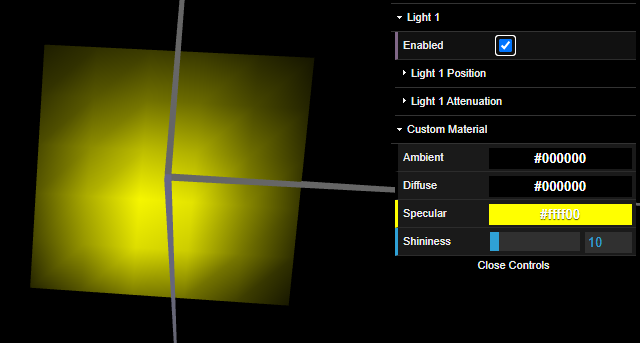 Light 1
Enabled
Light 1 Position
Light 1 Attenuation
Custom Material
Ambient #000000
Diffuse #000000
Specular #ffff00
Shininess 10
Close Controls